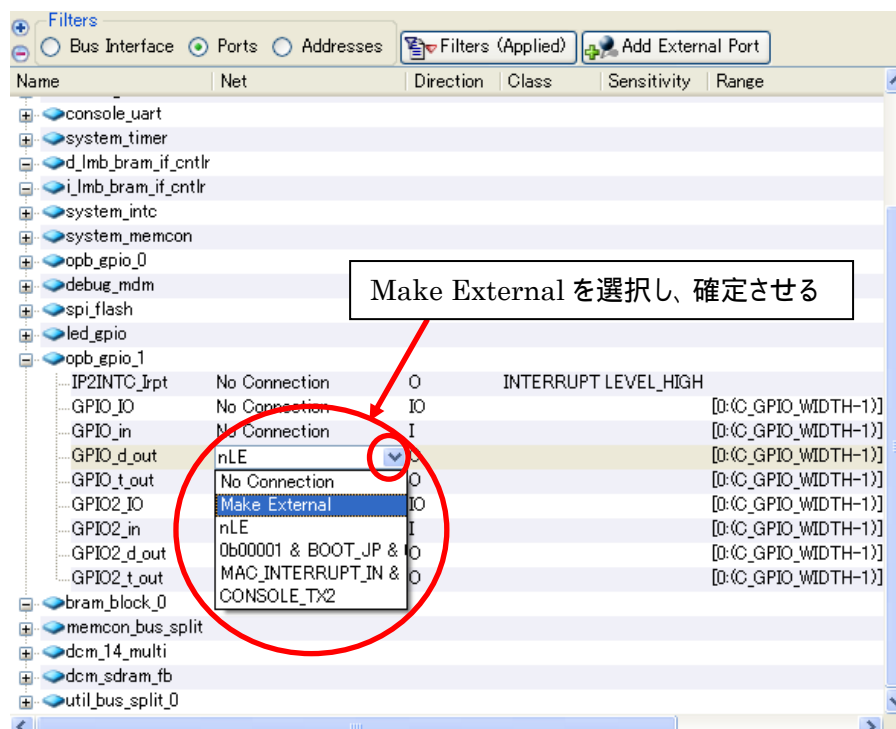 Filters
Bus Interface Ports Addresses Filters (Applied) Add External Port
Name Net Direction Class Sensitivity Range
console_uart
system_timer
d_lmb_bram_if_cntlr
i_lmb_bram_if_cntlr
system_intc
system_memcon
opb_gpio_0
debug_mdm
Make External を選択し、確定させる
spi_flash
led_gpio
opb_gpio_1
IP2INTC_Irpt No Connection O INTERRUPT LEVEL_HIGH
GPIO_IO No Connection IO [0:(C_GPIO_WIDTH-1)]
GPIO_in No Connection I [0:(C_GPIO_WIDTH-1)]
GPIO_d_out nLE O [0:(C_GPIO_WIDTH-1)]
GPIO_t_out No Connection O [0:(C_GPIO_WIDTH-1)]
GPIO2_IO Make External IO [0:(C_GPIO_WIDTH-1)]
GPIO2_in nLE I [0:(C_GPIO_WIDTH-1)]
GPIO2_d_out 0b00001 & BOOT_JP & O [0:(C_GPIO_WIDTH-1)]
GPIO2_t_out MAC_INTERRUPT_IN & O [0:(C_GPIO_WIDTH-1)]
CONSOLE_TX2
bram_block_0
memcon_bus_split
dcm_14_multi
dcm_sdram_fb
util_bus_split_0